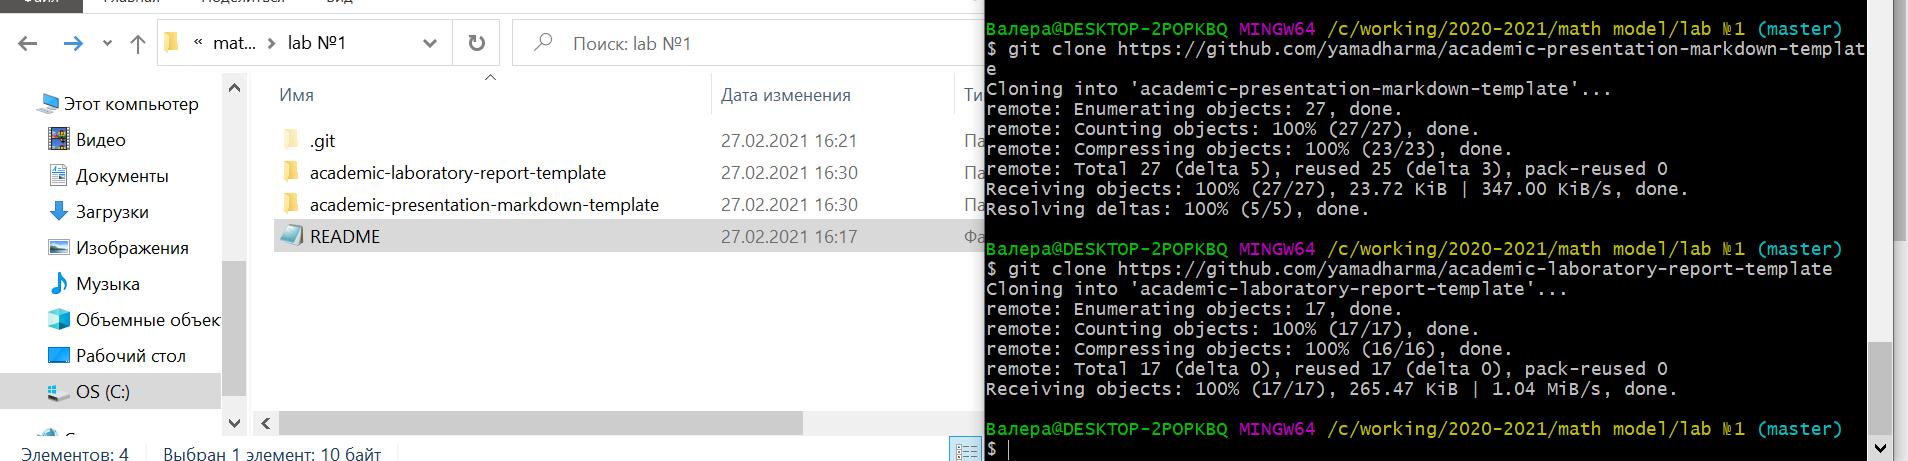 Файл Главная Поделиться Вид
« mat... › lab №1
Поиск: lab №1
Этот компьютер
Видео
Документы
Загрузки
Изображения
Музыка
Объемные объек
Рабочий стол
OS (C:)
Имя Дата изменения Ти
.git 27.02.2021 16:21 Па
academic-laboratory-report-template 27.02.2021 16:30 Па
academic-presentation-markdown-template 27.02.2021 16:30 Па
README 27.02.2021 16:17 Фа
Элементов: 4 Выбран 1 элемент: 10 байт
Валера@DESKTOP-2POPKBQ MINGW64 /c/working/2020-2021/math model/lab №1 (master)
$ git clone https://github.com/yamadharma/academic-presentation-markdown-templat
e
Cloning into 'academic-presentation-markdown-template'...
remote: Enumerating objects: 27, done.
remote: Counting objects: 100% (27/27), done.
remote: Compressing objects: 100% (23/23), done.
remote: Total 27 (delta 5), reused 25 (delta 3), pack-reused 0
Receiving objects: 100% (27/27), 23.72 KiB | 347.00 KiB/s, done.
Resolving deltas: 100% (5/5), done.
Валера@DESKTOP-2POPKBQ MINGW64 /c/working/2020-2021/math model/lab №1 (master)
$ git clone https://github.com/yamadharma/academic-laboratory-report-template
Cloning into 'academic-laboratory-report-template'...
remote: Enumerating objects: 17, done.
remote: Counting objects: 100% (17/17), done.
remote: Compressing objects: 100% (16/16), done.
remote: Total 17 (delta 0), reused 17 (delta 0), pack-reused 0
Receiving objects: 100% (17/17), 265.47 KiB | 1.04 MiB/s, done.
Валера@DESKTOP-2POPKBQ MINGW64 /c/working/2020-2021/math model/lab №1 (master)
$